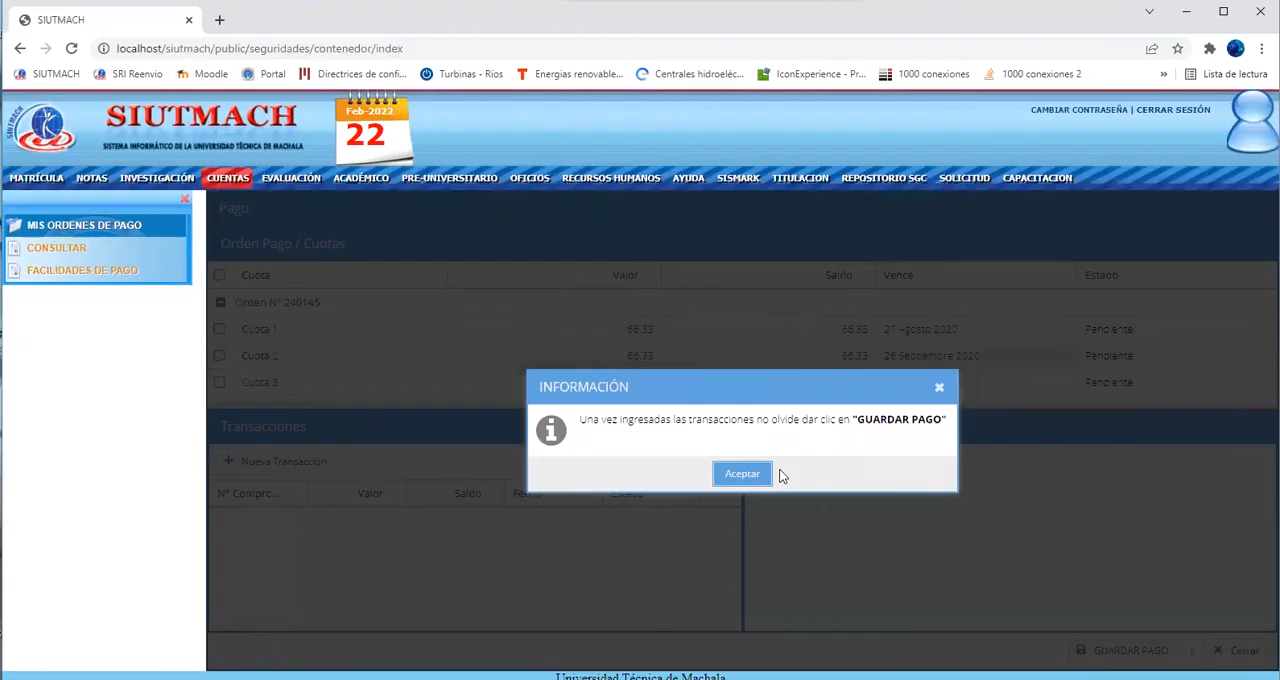 SIUTMACH
localhost/siutmach/public/seguridades/contenedor/index
SIUTMACH SRI Reenvio Moodle Portal Directrices de confi... Turbinas - Rios Energias renovable... Centrales hidroeléc... IconExperience - Pr... 1000 conexiones 1000 conexiones 2 » Lista de lectura
SIUTMACH
SISTEMA INFORMÁTICO DE LA UNIVERSIDAD TÉCNICA DE MACHALA
Feb-2022
22
CAMBIAR CONTRASEÑA | CERRAR SESIÓN
MATRÍCULA NOTAS INVESTIGACIÓN CUENTAS EVALUACIÓN ACADÉMICO PRE-UNIVERSITARIO OFICIOS RECURSOS HUMANOS AYUDA SISMARK TITULACION REPOSITORIO SGC SOLICITUD CAPACITACION
MIS ORDENES DE PAGO
CONSULTAR
FACILIDADES DE PAGO
Pago
Orden Pago / Cuotas
Cuota Valor Saldo Vence Estado
Orden Nº 240145
Cuota 1 66,33 66,33 27 Agosto 2020 Pendiente
Cuota 2 66,33 66,33 26 Septiembre 2020 Pendiente
Cuota 3 Pendiente
INFORMACIÓN
Una vez ingresadas las transacciones no olvide dar clic en "GUARDAR PAGO"
Aceptar
Transacciones
Nueva Transacción
Nº Compro... Valor Saldo
GUARDAR PAGO | Cerrar
Universidad Técnica de Machala